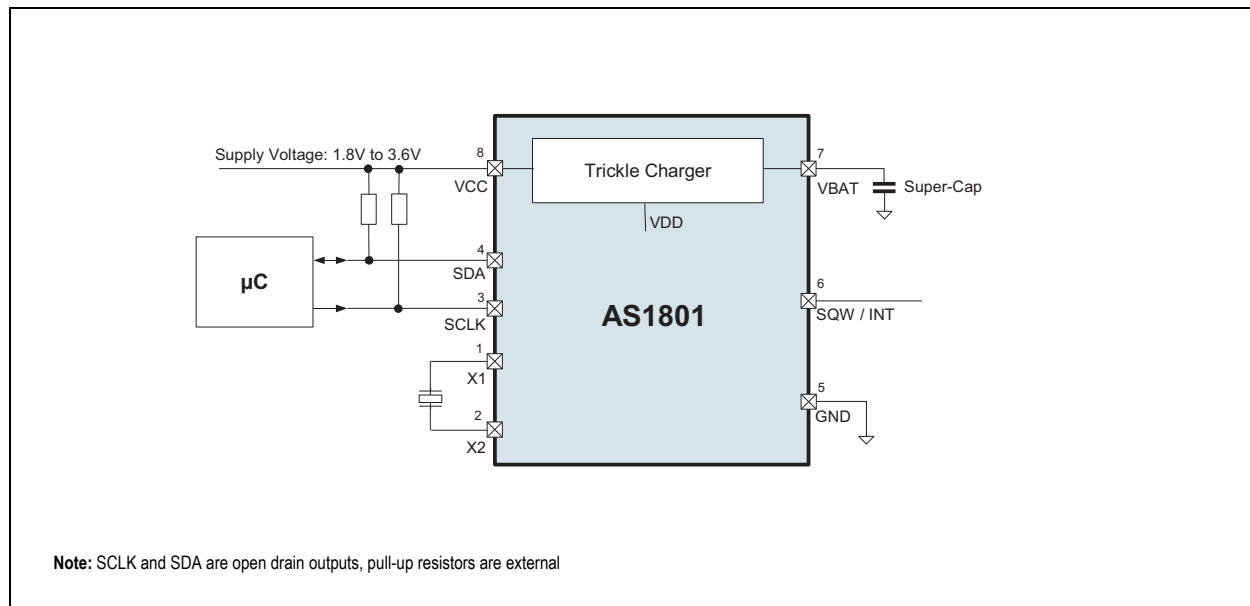 Supply Voltage: 1.8V to 3.6V
8
VCC
Trickle Charger
VDD
7
VBAT
Super-Cap
µC
4
SDA
3
SCLK
AS1801
6
SQW / INT
1
X1
2
X2
5
GND
Note: SCLK and SDA are open drain outputs, pull-up resistors are external